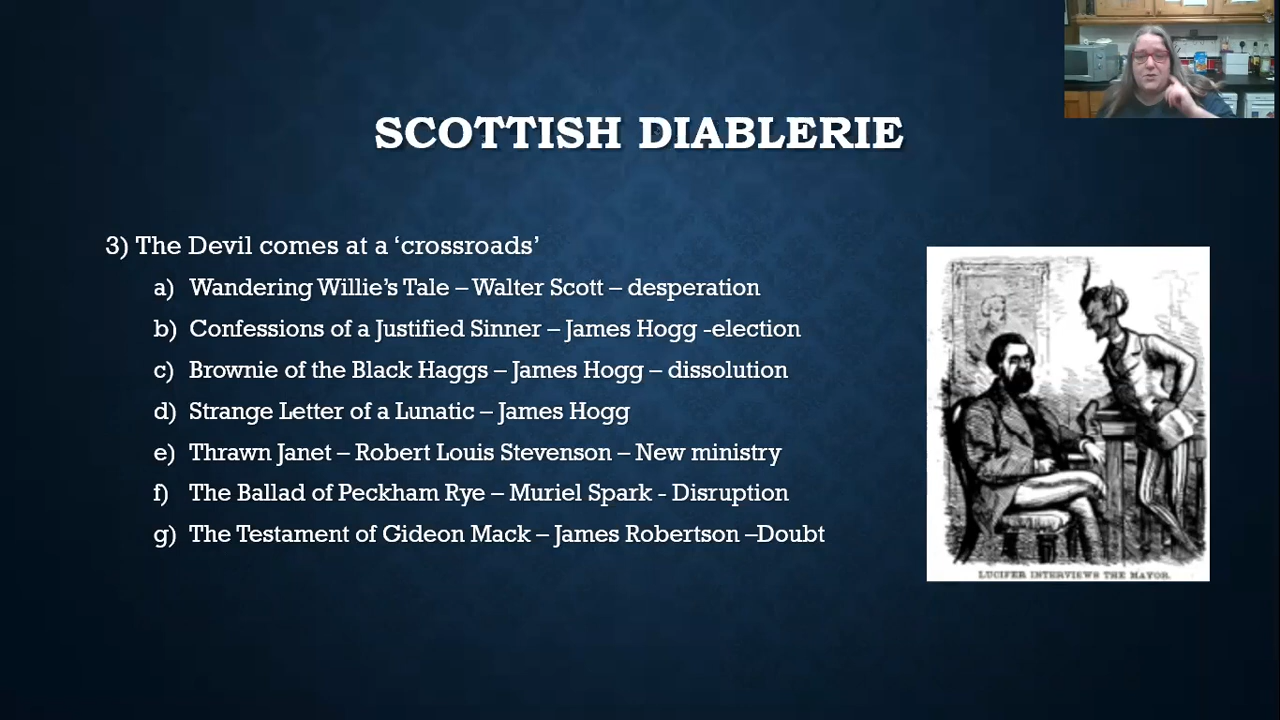 SCOTTISH DIABLERIE
3) The Devil comes at a ‘crossroads’
a) Wandering Willie’s Tale – Walter Scott – desperation
b) Confessions of a Justified Sinner – James Hogg -election
c) Brownie of the Black Haggs – James Hogg – dissolution
d) Strange Letter of a Lunatic – James Hogg
e) Thrawn Janet – Robert Louis Stevenson – New ministry
f) The Ballad of Peckham Rye – Muriel Spark - Disruption
g) The Testament of Gideon Mack – James Robertson –Doubt
LUCIFER INTERVIEWS THE MAYOR.